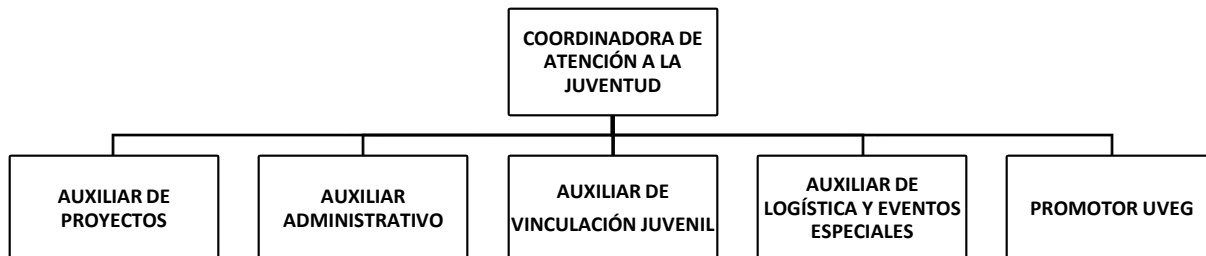 COORDINADORA DE
ATENCIÓN A LA
JUVENTUD
AUXILIAR DE
PROYECTOS
AUXILIAR
ADMINISTRATIVO
AUXILIAR DE
VINCULACIÓN JUVENIL
AUXILIAR DE
LOGÍSTICA Y EVENTOS
ESPECIALES
PROMOTOR UVEG